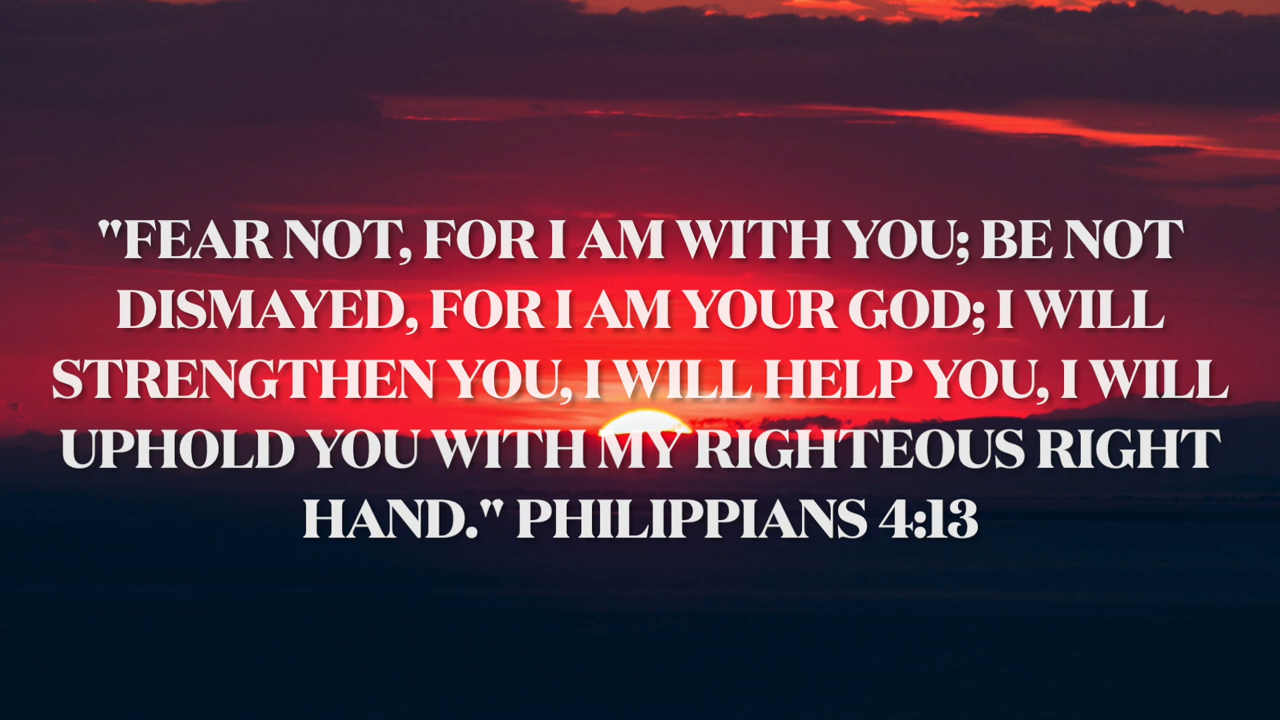 "FEAR NOT, FOR I AM WITH YOU; BE NOT
DISMAYED, FOR I AM YOUR GOD; I WILL
STRENGTHEN YOU, I WILL HELP YOU, I WILL
UPHOLD YOU WITH MY RIGHTEOUS RIGHT
HAND." PHILIPPIANS 4:13